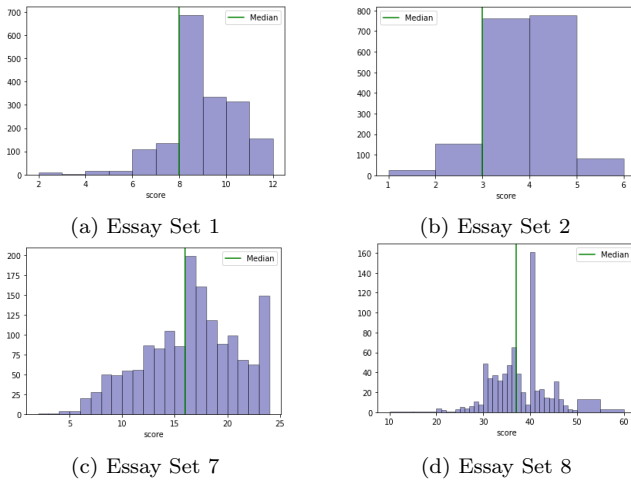 700
600
500
400
300
200
100
0
2 4 6 8 10 12
score
Median
(a) Essay Set 1
800
700
600
500
400
300
200
100
0
1 2 3 4 5 6
score
Median
(b) Essay Set 2
200
175
150
125
100
75
50
25
0
5 10 15 20 25
score
Median
(c) Essay Set 7
160
140
120
100
80
60
40
20
0
10 20 30 40 50 60
score
Median
(d) Essay Set 8